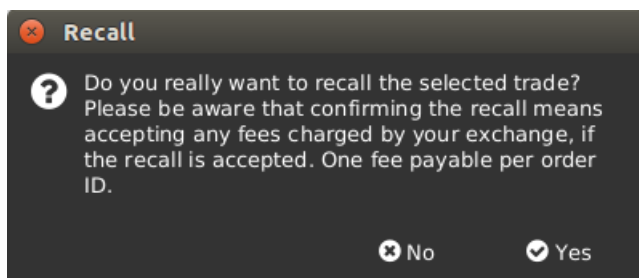 Recall
Do you really want to recall the selected trade?
Please be aware that confirming the recall means
accepting any fees charged by your exchange, if
the recall is accepted. One fee payable per order
ID.
No Yes